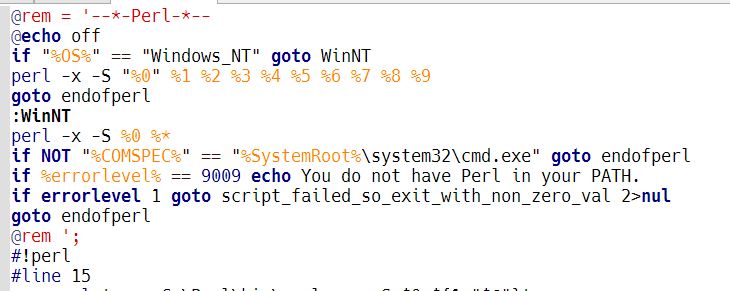 @rem = '--*-Perl-*--
@echo off
if "%OS%" == "Windows_NT" goto WinNT
perl -x -S "%0" %1 %2 %3 %4 %5 %6 %7 %8 %9
goto endofperl
:WinNT
perl -x -S %0 %*
if NOT "%COMSPEC%" == "%SystemRoot%\system32\cmd.exe" goto endofperl
if %errorlevel% == 9009 echo You do not have Perl in your PATH.
if errorlevel 1 goto script_failed_so_exit_with_non_zero_val 2>nul
goto endofperl
@rem ';
#!perl
#line 15